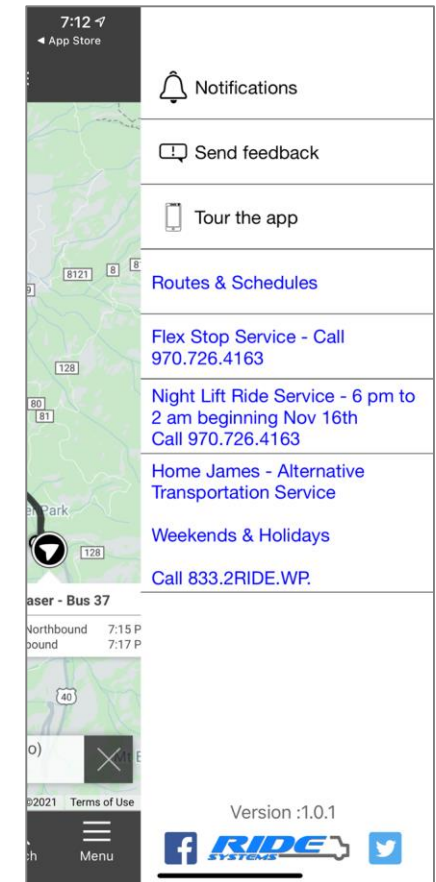 7:12
App Store
Notifications
Send feedback
Tour the app
Routes & Schedules
Flex Stop Service - Call
970.726.4163
Night Lift Ride Service - 6 pm to
2 am beginning Nov 16th
Call 970.726.4163
Home James - Alternative
Transportation Service
Weekends & Holidays
Call 833.2RIDE.WP.
8121
8
128
80
81
Park
128
aser - Bus 37
Northbound 7:15 P
bound 7:17 P
40
o)
©2021 Terms of Use
Menu
Version :1.0.1
RIDE
SYSTEMS